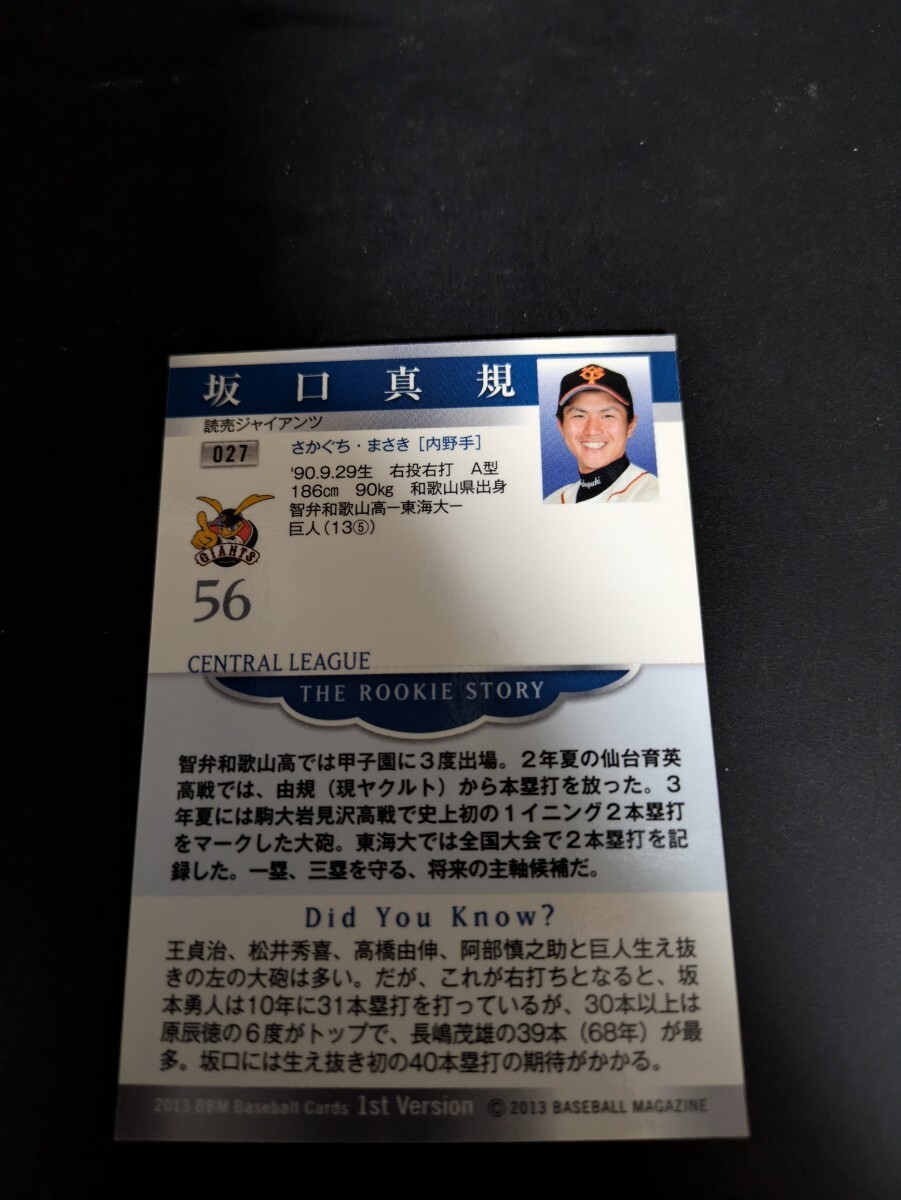 坂口真規
読売ジャイアンツ
027
さかぐち・まさき [内野手]
'90.9.29生 右投右打 A型
186㎝ 90㎏ 和歌山県出身
智弁和歌山高―東海大―
巨人(13⑤)
GIANTS
56
CENTRAL LEAGUE
THE ROOKIE STORY
智弁和歌山高では甲子園に3度出場。2年夏の仙台育英
高戦では、由規(現ヤクルト)から本塁打を放った。3
年夏には駒大岩見沢高戦で史上初の1イニング2本塁打
をマークした大砲。東海大では全国大会で2本塁打を記
録した。一塁、三塁を守る、将来の主軸候補だ。
Did You Know?
王貞治、松井秀喜、高橋由伸、阿部慎之助と巨人生え抜
きの左の大砲は多い。だが、これが右打ちとなると、坂
本勇人は10年に31本塁打を打っているが、30本以上は
原辰徳の6度がトップで、長嶋茂雄の39本(68年)が最
多。坂口には生え抜き初の40本塁打の期待がかかる。
2013 BBM Baseball Cards 1st Version © 2013 BASEBALL MAGAZINE